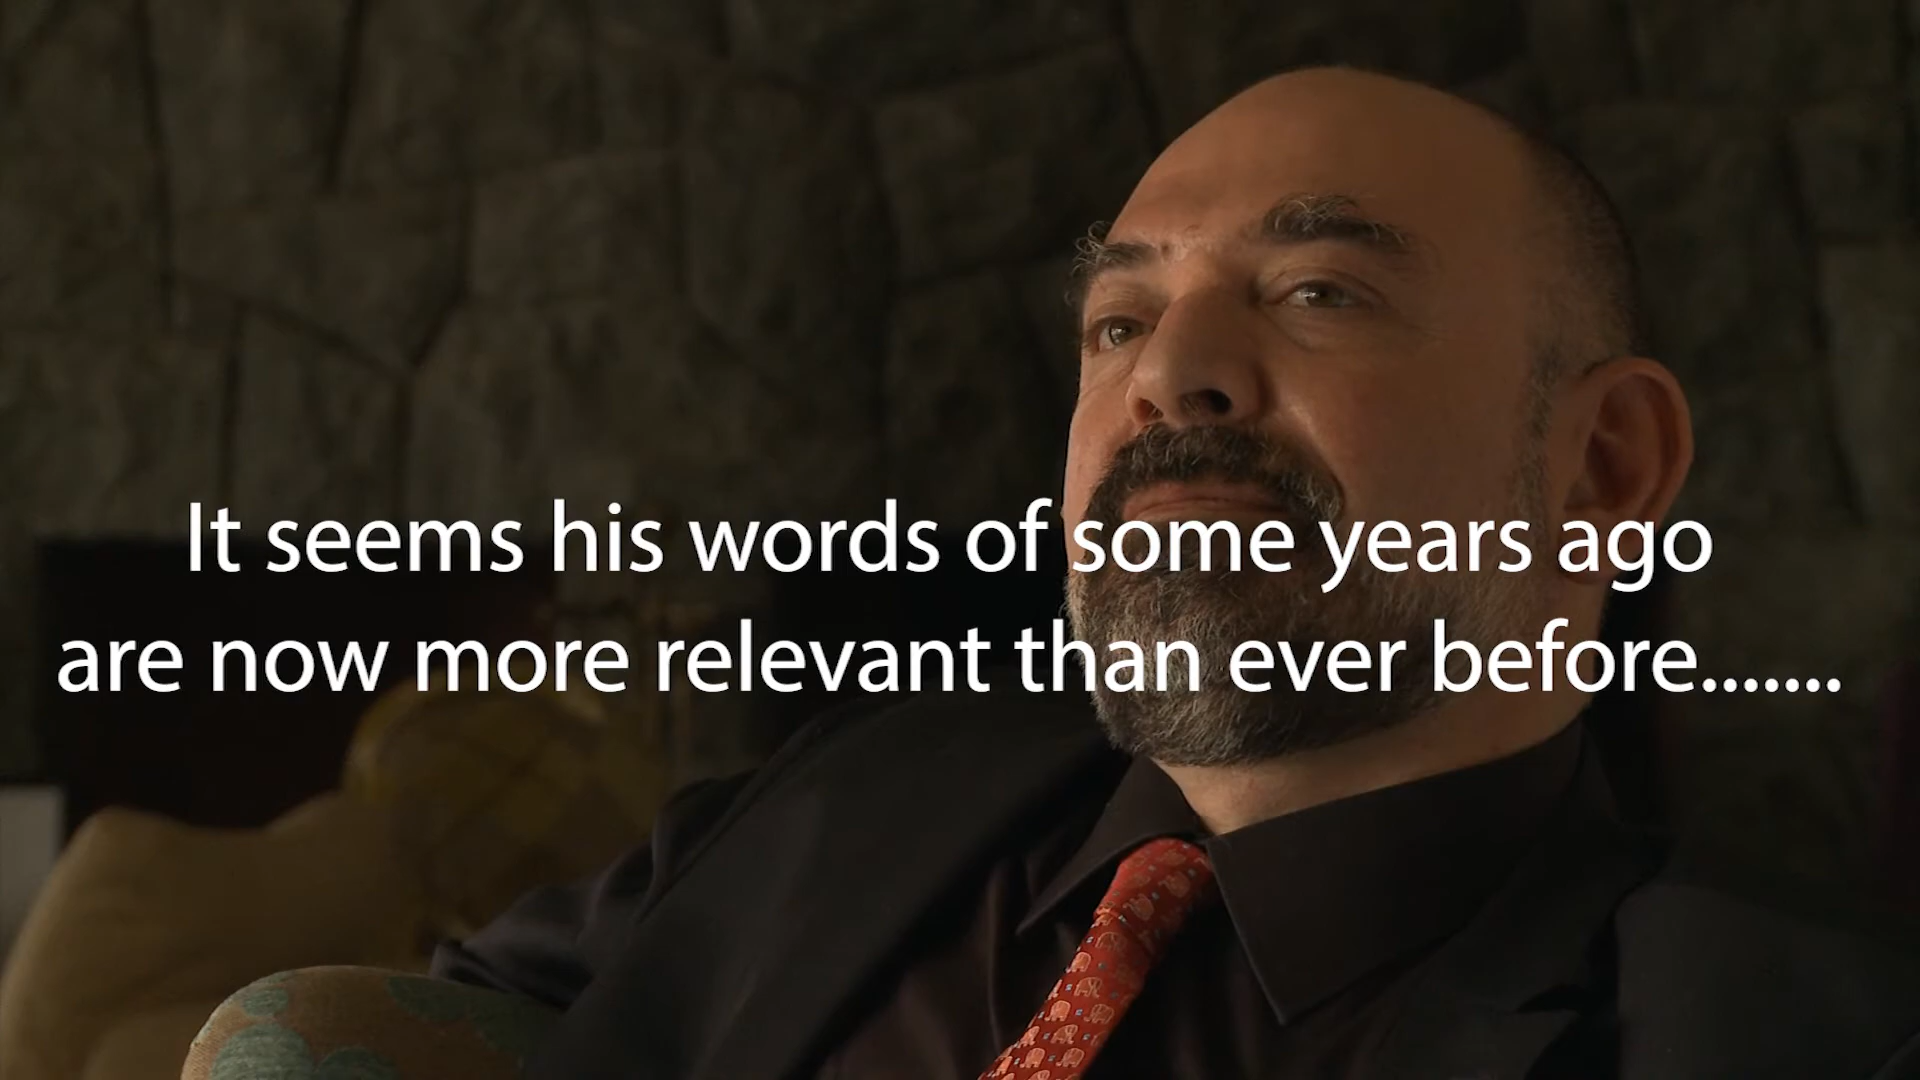 It seems his words of some years ago
are now more relevant than ever before.......